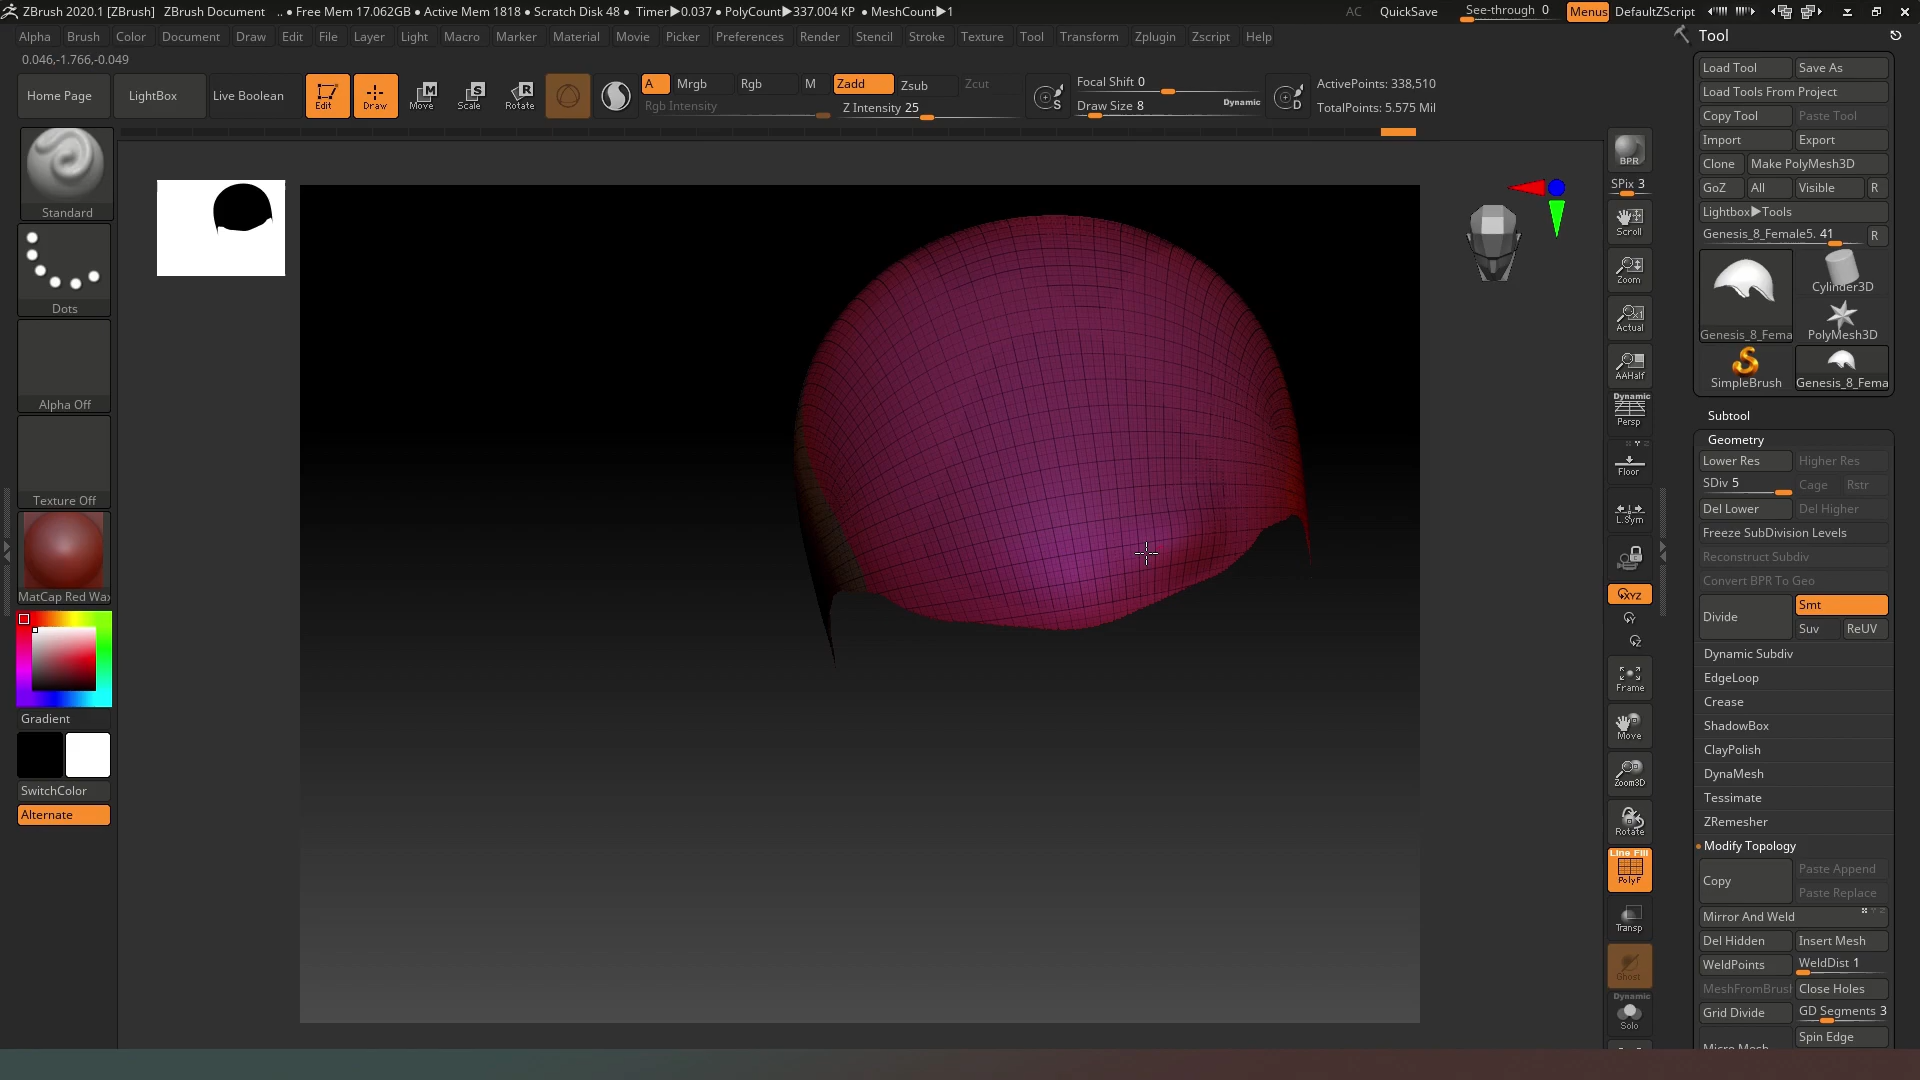 ZBrush 2020.1 [ZBrush] ZBrush Document .. ● Free Mem 17.062GB ● Active Mem 1818 ● Scratch Disk 48 ● Timer▶0.037 ● PolyCount▶337.004 KP ● MeshCount▶1 AC QuickSave See-through 0 Menus DefaultZScript
Alpha Brush Color Document Draw Edit File Layer Light Macro Marker Material Movie Picker Preferences Render Stencil Stroke Texture Tool Transform Zplugin Zscript Help
0.046,-1.766,-0.049
Home Page LightBox Live Boolean Edit Draw Move Scale Rotate
A Mrgb Rgb M Zadd Zsub Zcut
Rgb Intensity Z Intensity 25
Focal Shift 0
Draw Size 8 Dynamic
ActivePoints: 338,510
TotalPoints: 5.575 Mil
Standard
Dots
Alpha Off
Texture Off
MatCap Red Wax
Gradient
SwitchColor
Alternate
BPR
SPix 3
Scroll
Zoom
Actual
AAHalf
Dynamic
Persp
Floor
L.Sym
XYZ
Y
Z
Frame
Move
Zoom3D
Rotate
Line Fill
PolyF
Transp
Ghost
Dynamic
Solo
Tool
Load Tool Save As
Load Tools From Project
Copy Tool Paste Tool
Import Export
Clone Make PolyMesh3D
GoZ All Visible R
Lightbox▶Tools
Genesis_8_Female5. 41 R
Cylinder3D
Genesis_8_Fema PolyMesh3D
SimpleBrush Genesis_8_Fema
Subtool
Geometry
Lower Res Higher Res
SDiv 5 Cage Rstr
Del Lower Del Higher
Freeze SubDivision Levels
Reconstruct Subdiv
Convert BPR To Geo
Divide Smt
Suv ReUV
Dynamic Subdiv
EdgeLoop
Crease
ShadowBox
ClayPolish
DynaMesh
Tessimate
ZRemesher
Modify Topology
Copy Paste Append
Paste Replace
Mirror And Weld
Del Hidden Insert Mesh
WeldPoints WeldDist 1
MeshFromBrush Close Holes
Grid Divide GD Segments 3
Spin Edge
Micro Mesh